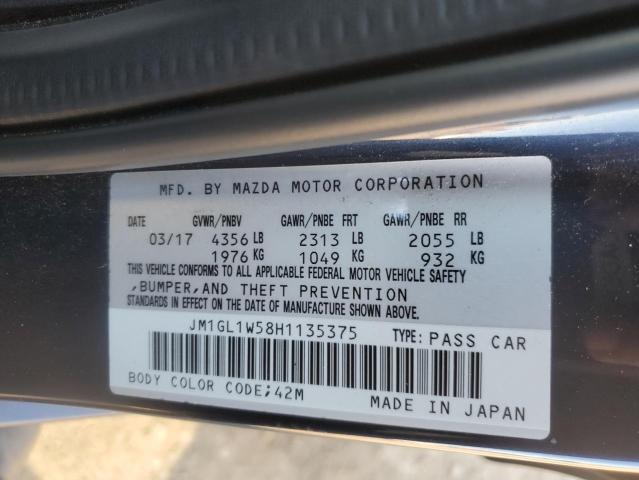 MFD. BY MAZDA MOTOR CORPORATION
DATE GVWR/PNBV GAWR/PNBE FRT GAWR/PNBE RR
03/17 4356 LB 2313 LB 2055 LB
1976 KG 1049 KG 932 KG
THIS VEHICLE CONFORMS TO ALL APPLICABLE FEDERAL MOTOR VEHICLE SAFETY
,BUMPER,AND THEFT PREVENTION
STANDARDS IN EFFECT ON THE DATE OF MANUFACTURE SHOWN ABOVE.
JM1GL1W58H1135375 TYPE: PASS CAR
BODY COLOR CODE;42M MADE IN JAPAN